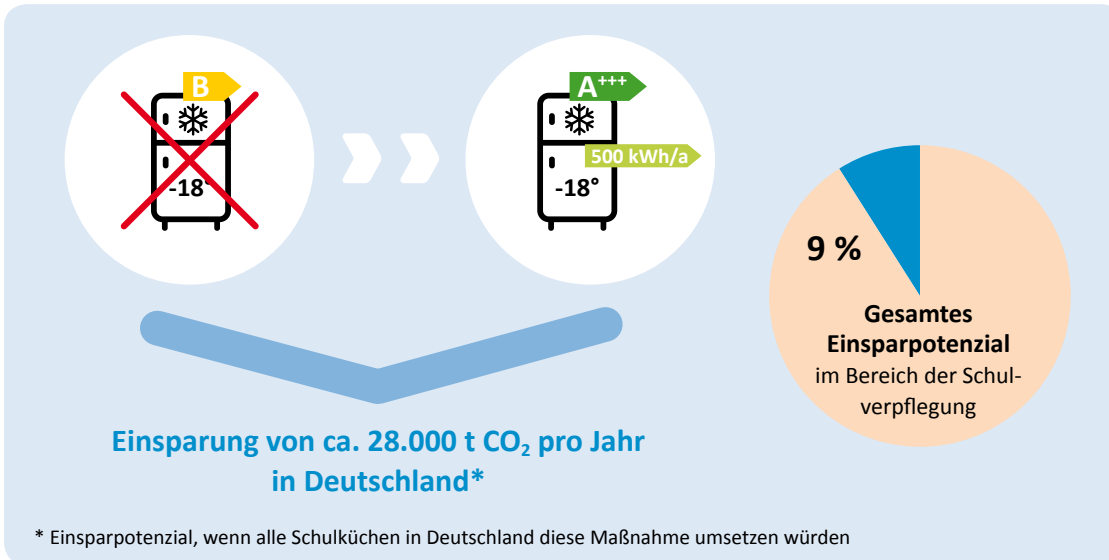 B
-18°
A+++
500 kWh/a
-18°
9 %
Gesamtes
Einsparpotenzial
im Bereich der Schul-
verpflegung
Einsparung von ca. 28.000 t CO₂ pro Jahr
in Deutschland*
* Einsparpotenzial, wenn alle Schulküchen in Deutschland diese Maßnahme umsetzen würden